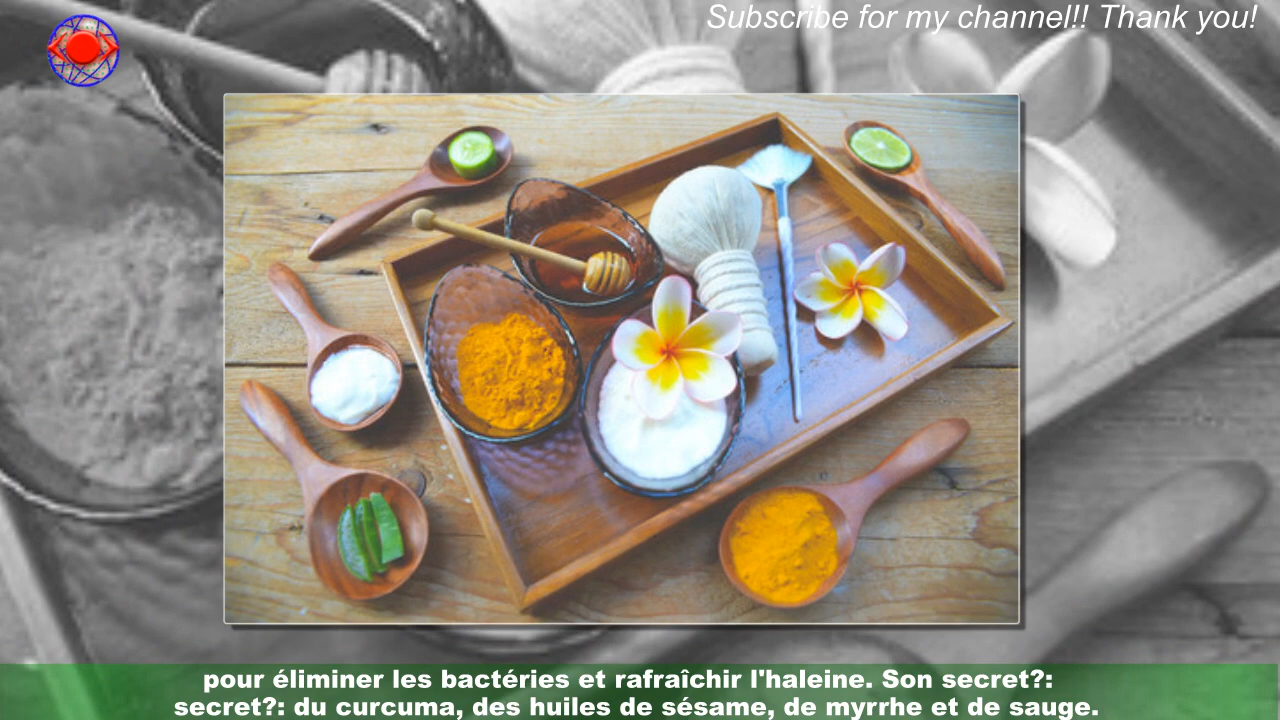 Subscribe for my channel!! Thank you!
pour éliminer les bactéries et rafraîchir l'haleine. Son secret?:
secret?: du curcuma, des huiles de sésame, de myrrhe et de sauge.